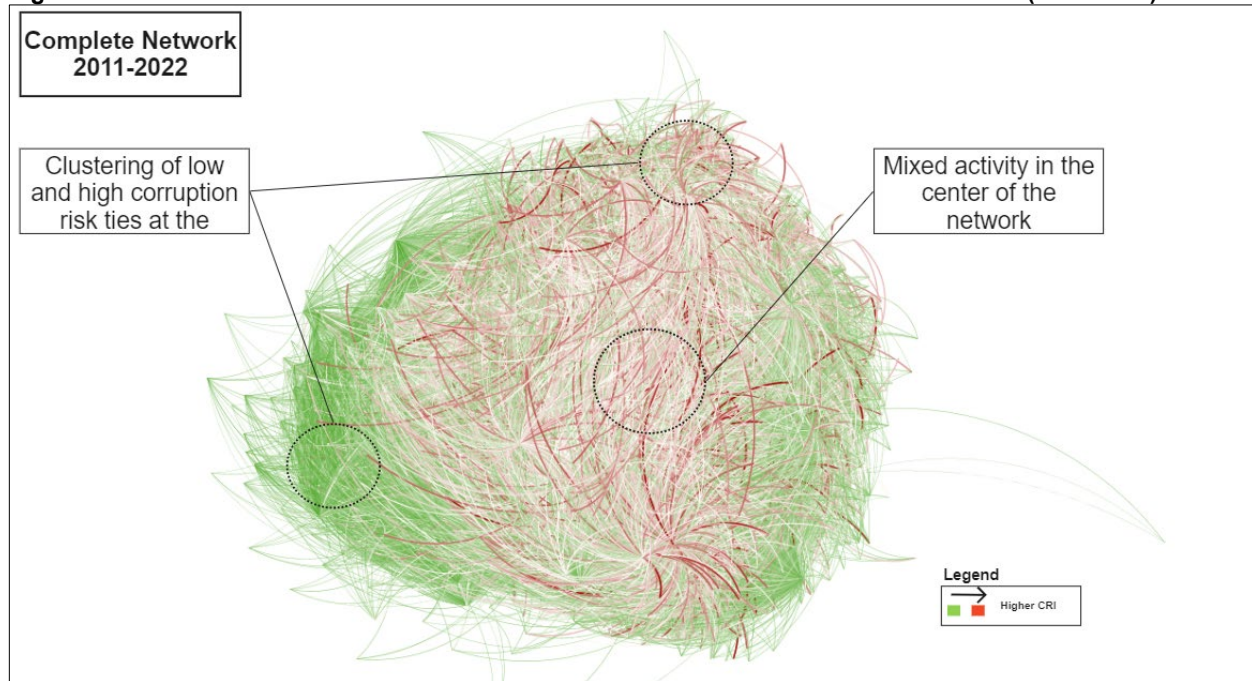 Complete Network
2011-2022
Clustering of low
and high corruption
risk ties at the
Mixed activity in the
center of the
network
Legend
Higher CRI